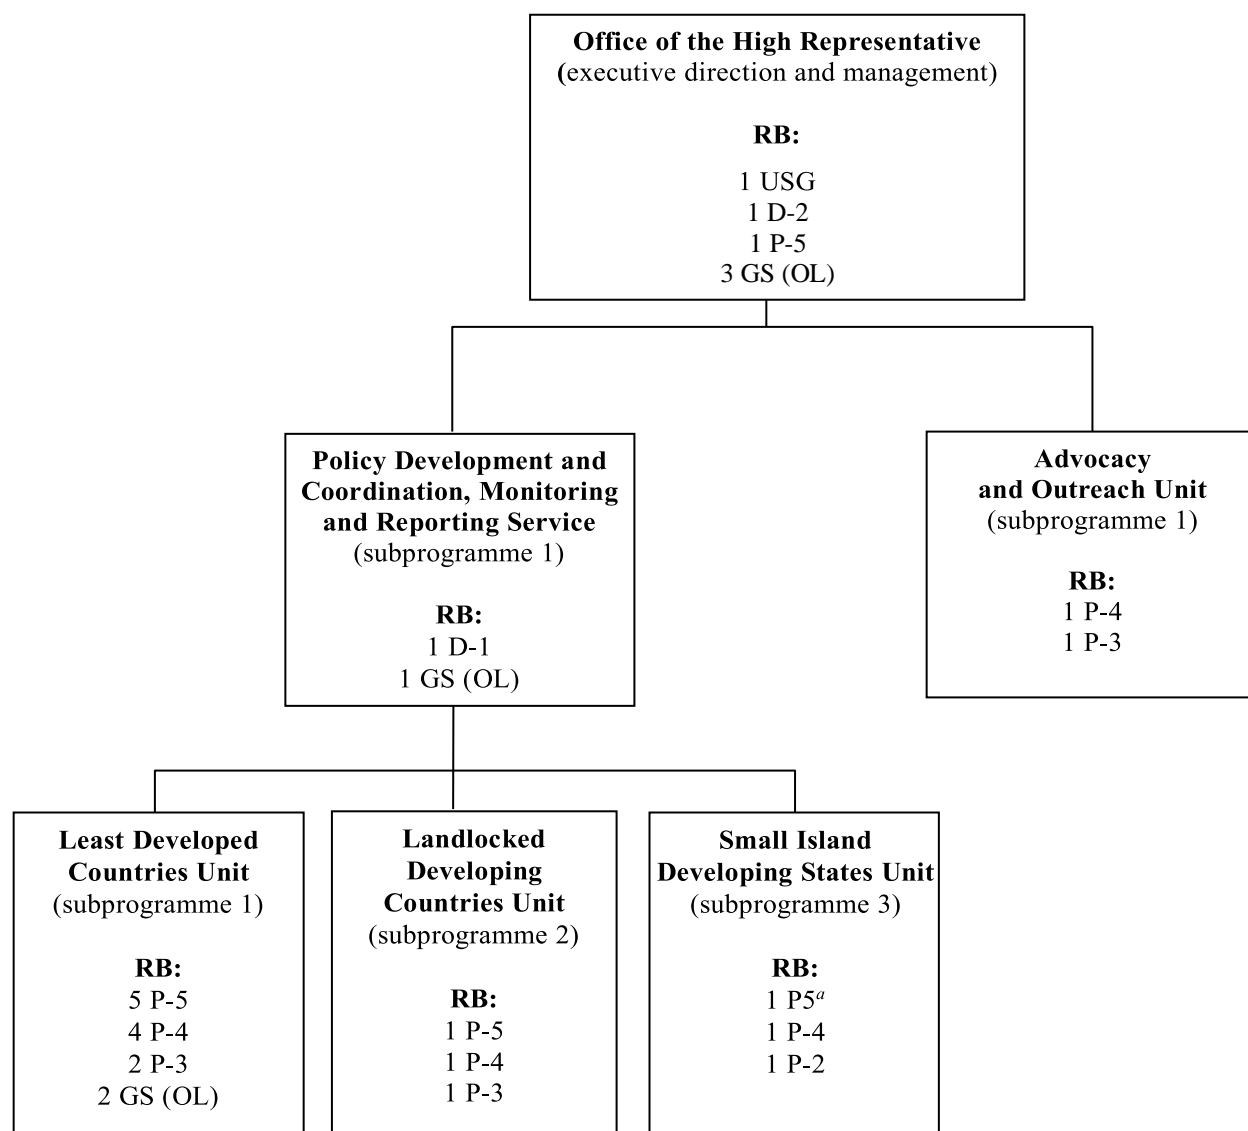 Office of the High Representative
(executive direction and management)
RB:
1 USG
1 D-2
1 P-5
3 GS (OL)
Policy Development and
Coordination, Monitoring
and Reporting Service
(subprogramme 1)
RB:
1 D-1
1 GS (OL)
Advocacy
and Outreach Unit
(subprogramme 1)
RB:
1 P-4
1 P-3
Least Developed
Countries Unit
(subprogramme 1)
RB:
5 P-5
4 P-4
2 P-3
2 GS (OL)
Landlocked
Developing
Countries Unit
(subprogramme 2)
RB:
1 P-5
1 P-4
1 P-3
Small Island
Developing States Unit
(subprogramme 3)
RB:
1 P5a
1 P-4
1 P-2